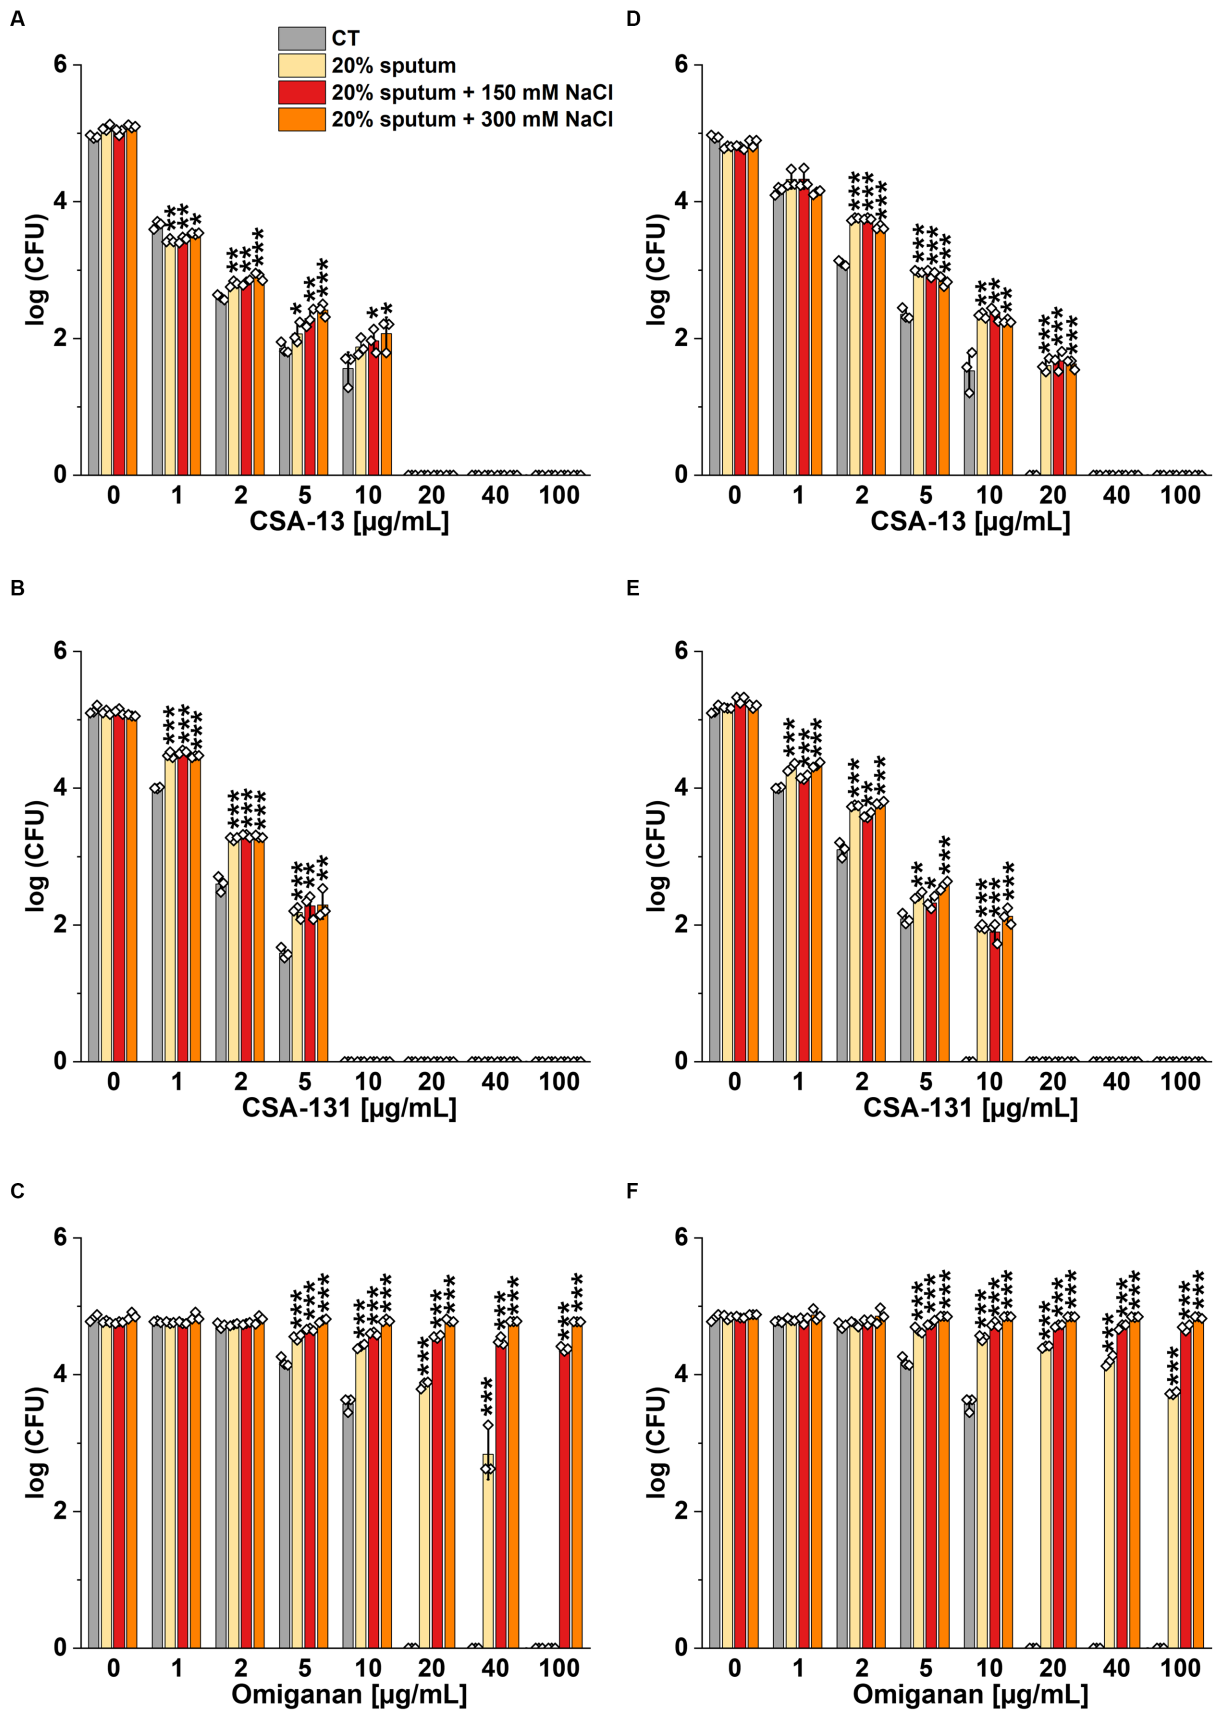 A
CT
20% sputum
20% sputum + 150 mM NaCl
20% sputum + 300 mM NaCl
6
4
2
0
log (CFU)
** ** *
** ** ***
* ** ***
* *
0 1 2 5 10 20 40 100
CSA-13 [µg/mL]
D
6
4
2
0
log (CFU)
*** *** ***
*** *** ***
** ** **
*** *** ***
0 1 2 5 10 20 40 100
CSA-13 [µg/mL]
B
6
4
2
0
log (CFU)
*** *** ***
*** *** ***
*** ** **
0 1 2 5 10 20 40 100
CSA-131 [µg/mL]
E
6
4
2
0
log (CFU)
*** ** ***
*** ** ***
** * ***
*** *** ***
0 1 2 5 10 20 40 100
CSA-131 [µg/mL]
C
6
4
2
0
log (CFU)
*** *** ***
*** *** ***
*** *** ***
*** *** ***
*** ***
0 1 2 5 10 20 40 100
Omiganan [µg/mL]
F
6
4
2
0
log (CFU)
*** *** ***
*** *** ***
*** *** ***
*** *** ***
*** *** ***
0 1 2 5 10 20 40 100
Omiganan [µg/mL]